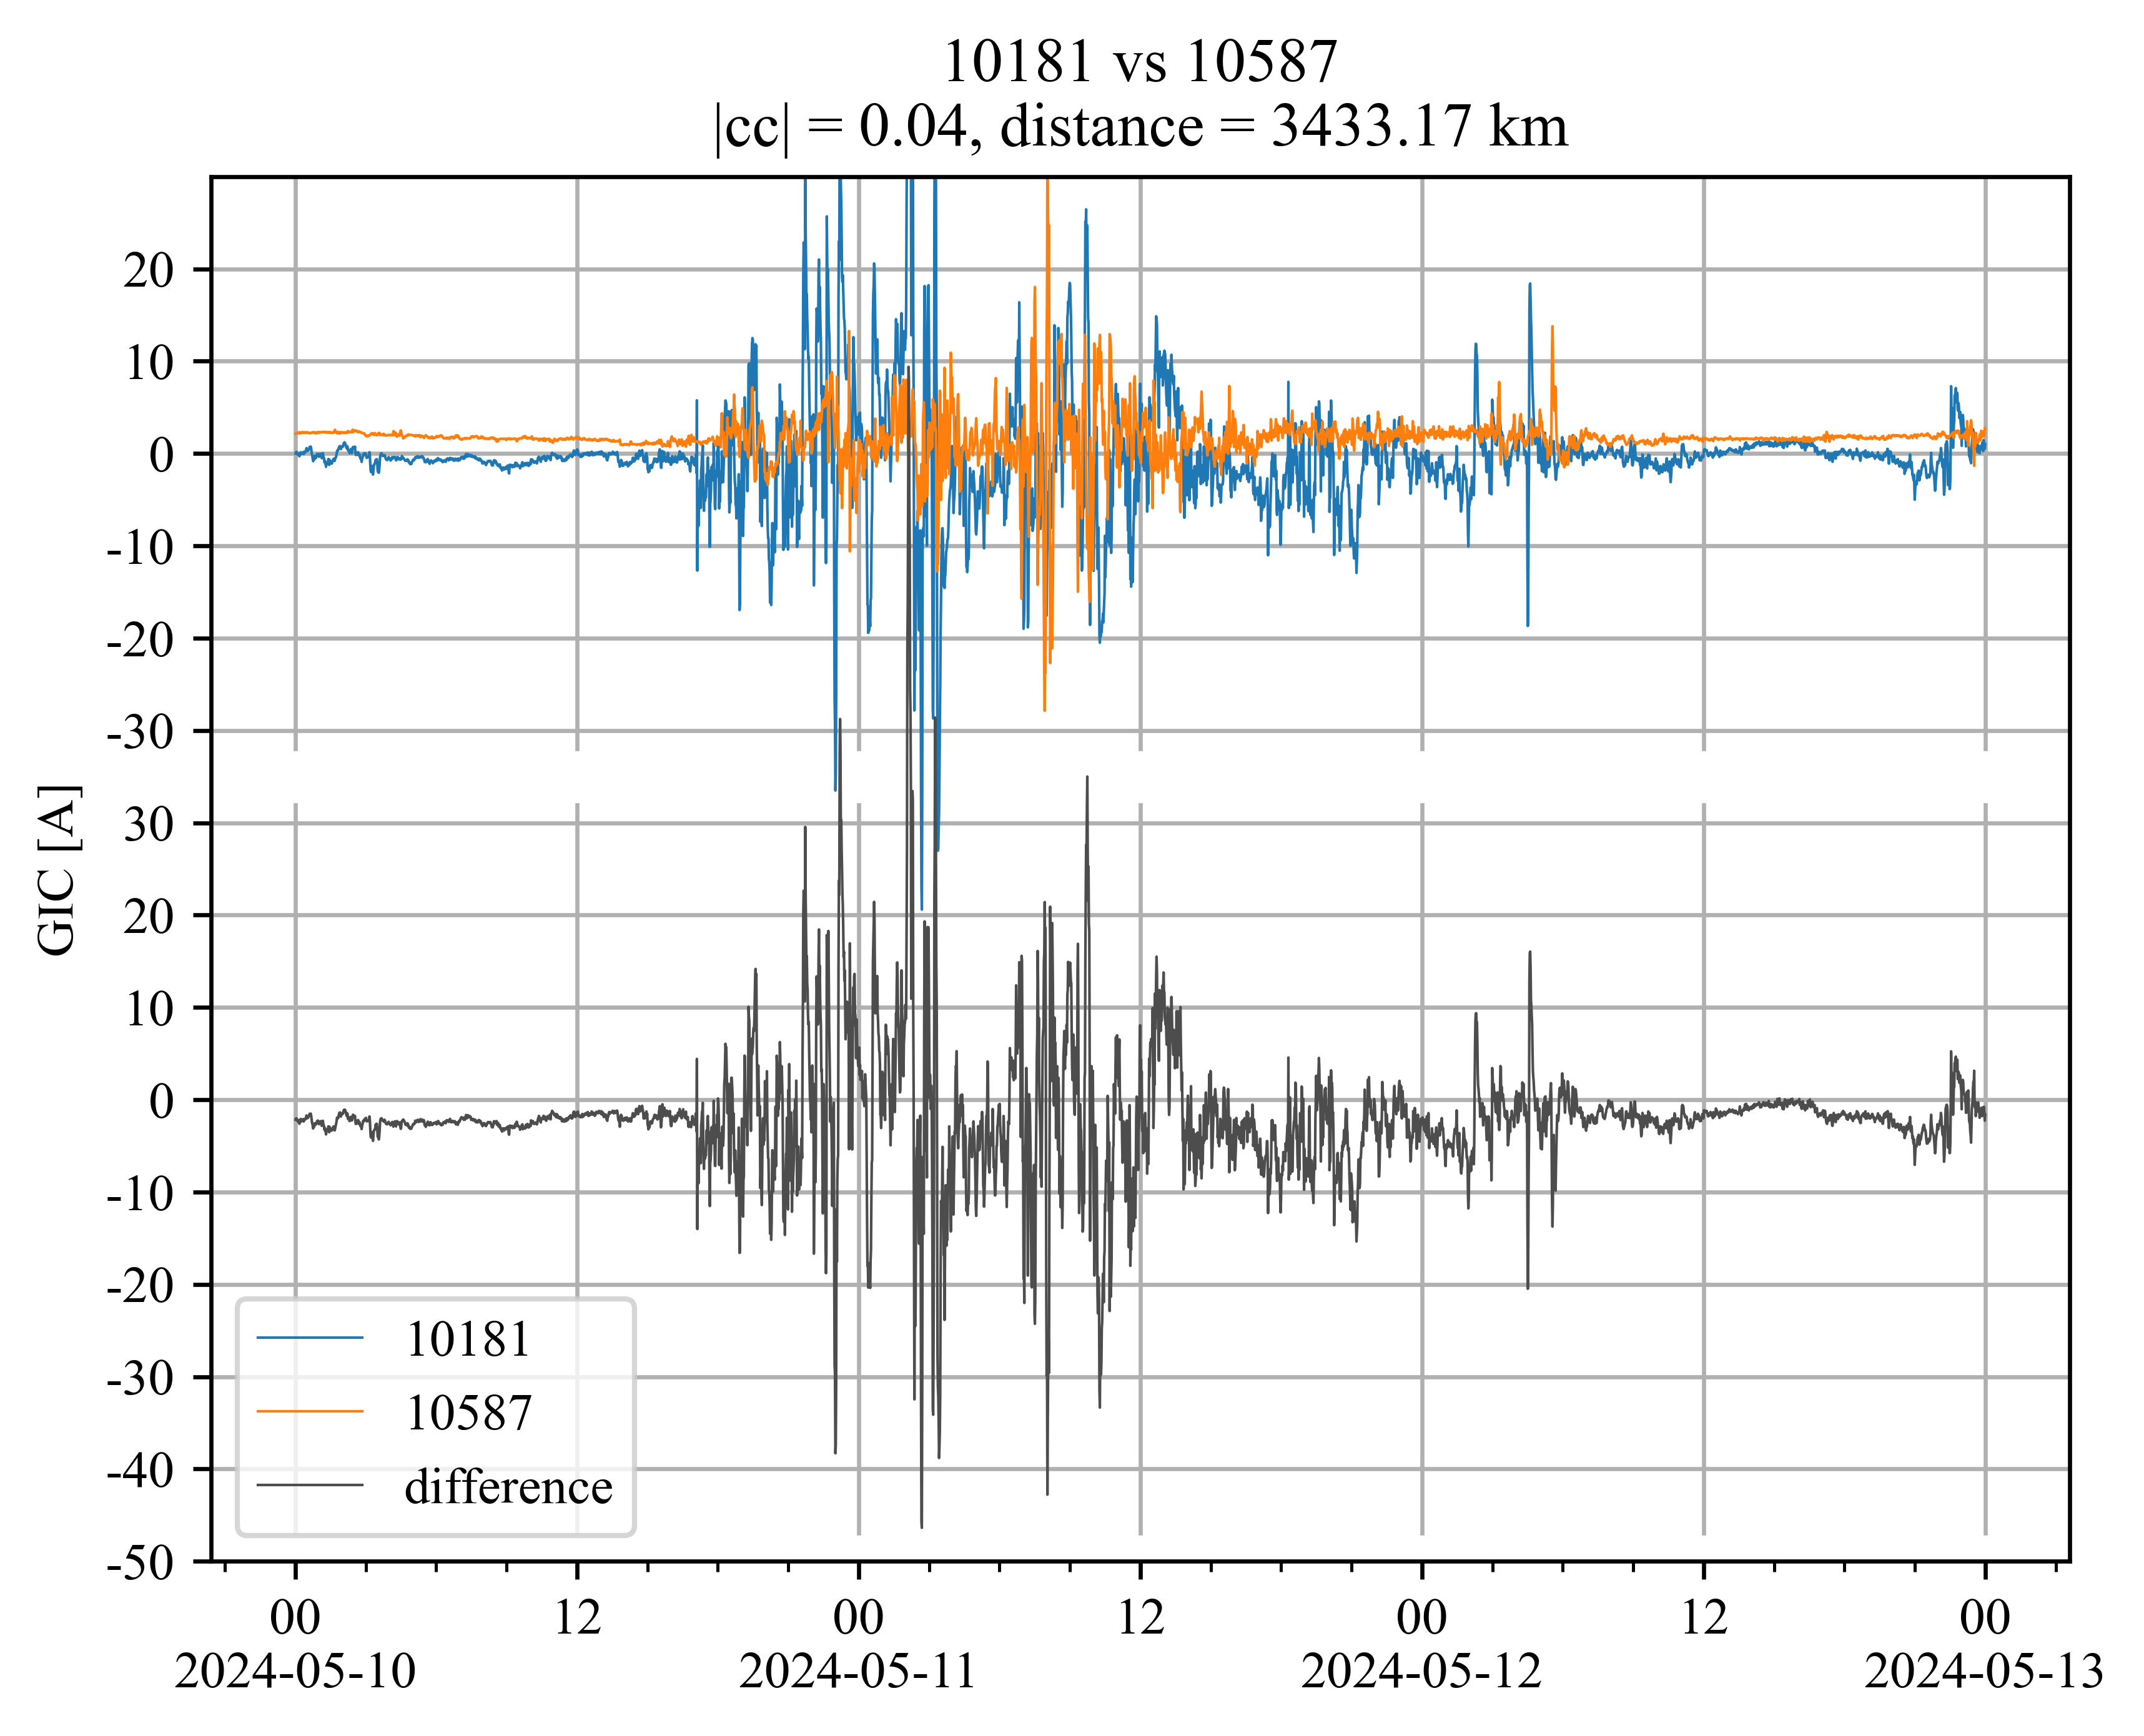 10181 vs 10587
|cc| = 0.04, distance = 3433.17 km
GIC [A]
20
10
0
-10
-20
-30
30
20
10
0
-10
-20
-30
-40
-50
10181
10587
difference
00 12 00 12 00 12 00
2024-05-10 2024-05-11 2024-05-12 2024-05-13